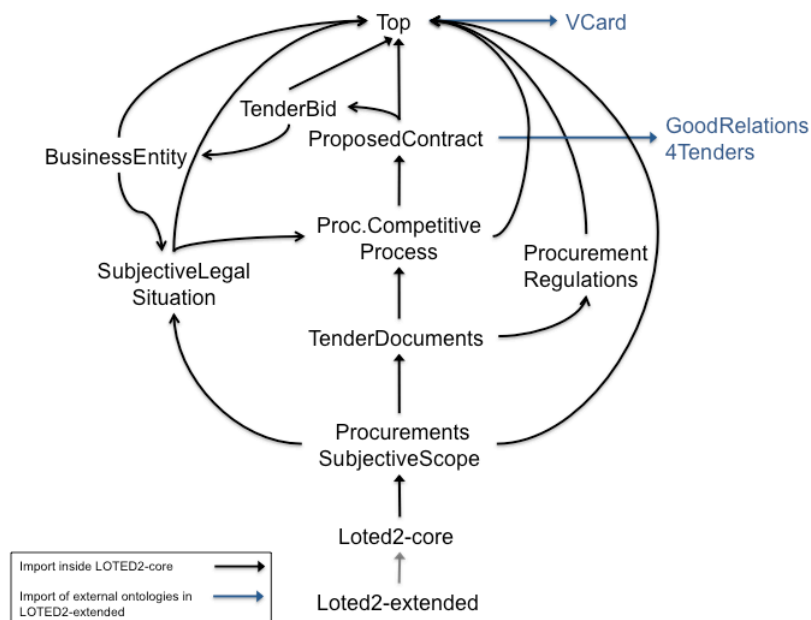 Top
VCard
TenderBid
ProposedContract
GoodRelations
4Tenders
BusinessEntity
Proc.Competitive
Process
Procurement
Regulations
SubjectiveLegal
Situation
TenderDocuments
Procurements
SubjectiveScope
Loted2-core
Loted2-extended
Import inside LOTED2-core
Import of external ontologies in
LOTED2-extended